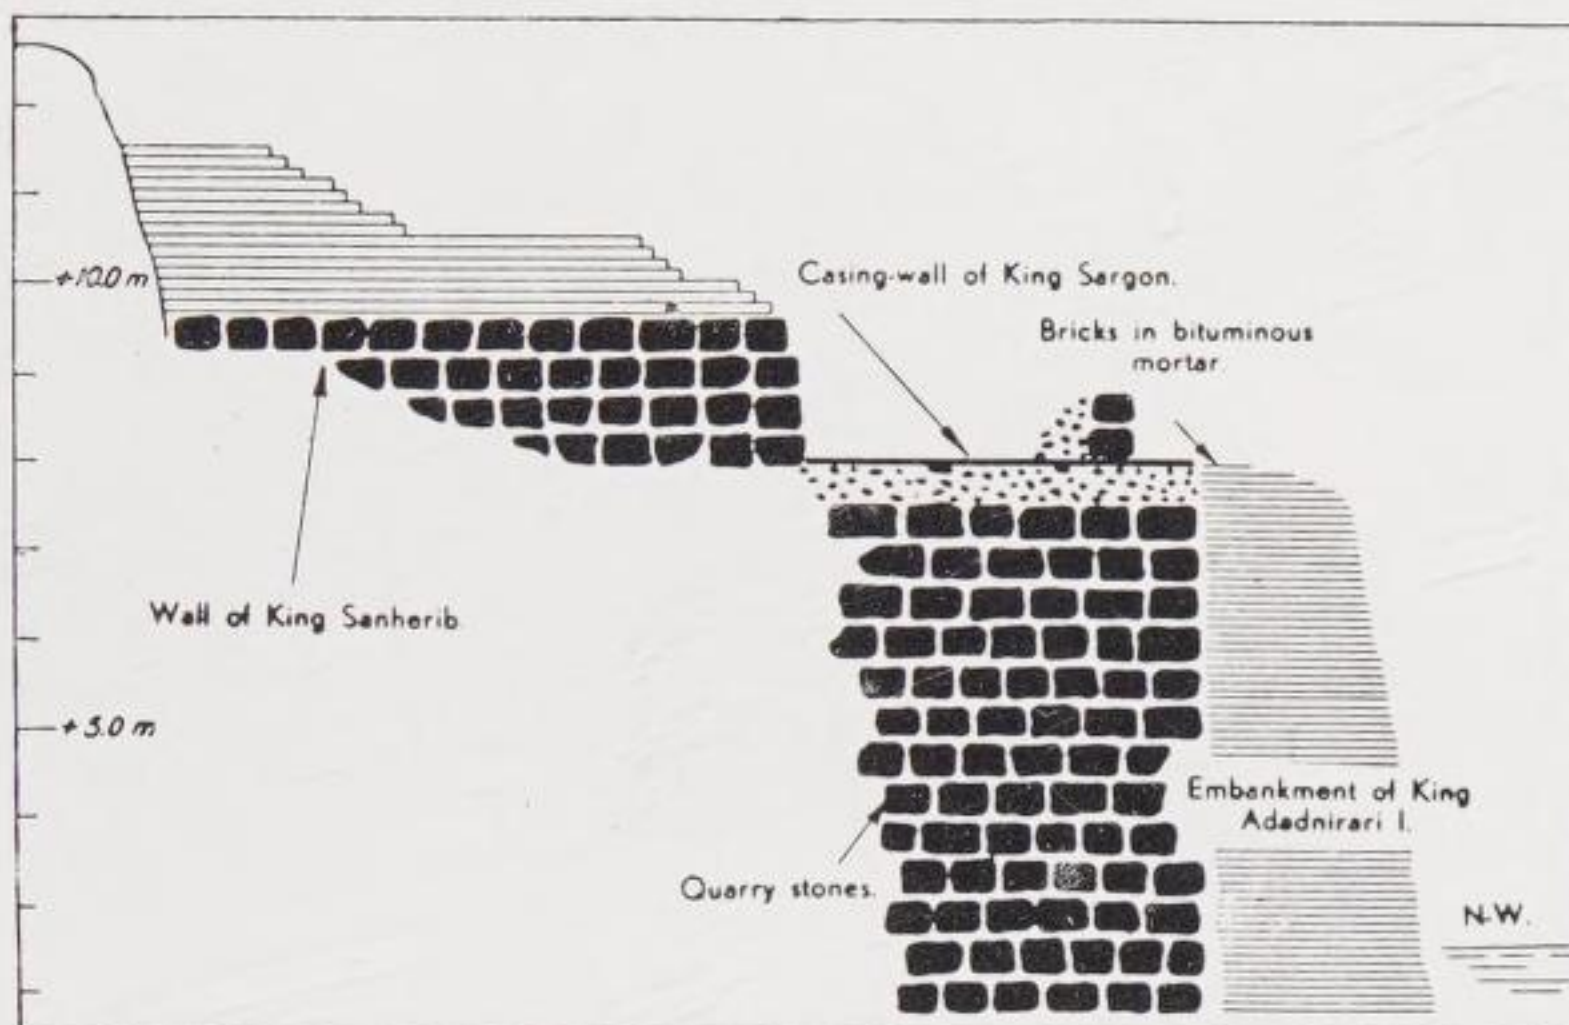 +10.0 m
Casing-wall of King Sargon.
Bricks in bituminous
mortar
Wall of King Sanherib
+5.0 m
Embankment of King
Adadnirari I.
Quarry stones.
N-W.